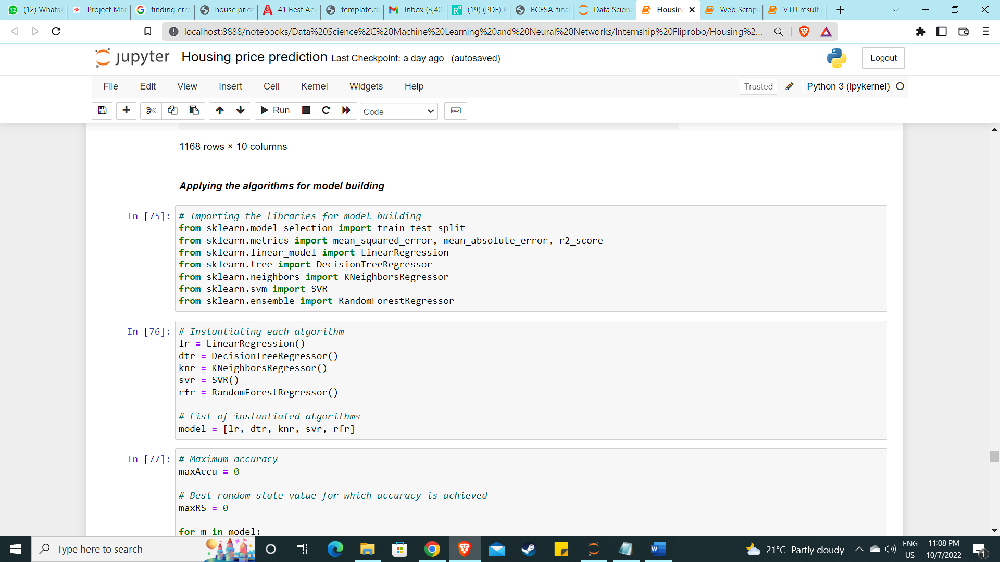 (12) WhatsA
Project Mar
finding erro
house price
41 Best Ack
template.do
Inbox (3,40
(19) (PDF) H
BCFSA-final
Data Scienc
Housing
Web Scrapi
VTU result a
localhost:8888/notebooks/Data%20Science%2C%20Machine%20Learning%20and%20Neural%20Networks/Internship%20Fliprobo/Housing%2...
jupyter Housing price prediction Last Checkpoint: a day ago (autosaved)
Logout
File Edit View Insert Cell Kernel Widgets Help
Trusted Python 3 (ipykernel)
Run Code
1168 rows × 10 columns
Applying the algorithms for model building
In [75]: # Importing the libraries for model building
from sklearn.model_selection import train_test_split
from sklearn.metrics import mean_squared_error, mean_absolute_error, r2_score
from sklearn.linear_model import LinearRegression
from sklearn.tree import DecisionTreeRegressor
from sklearn.neighbors import KNeighborsRegressor
from sklearn.svm import SVR
from sklearn.ensemble import RandomForestRegressor
In [76]: # Instantiating each algorithm
lr = LinearRegression()
dtr = DecisionTreeRegressor()
knr = KNeighborsRegressor()
svr = SVR()
rfr = RandomForestRegressor()
# List of instantiated algorithms
model = [lr, dtr, knr, svr, rfr]
In [77]: # Maximum accuracy
maxAccu = 0
# Best random state value for which accuracy is achieved
maxRS = 0
for m in model:
Type here to search
21°C Partly cloudy
ENG
US
11:08 PM
10/7/2022
1